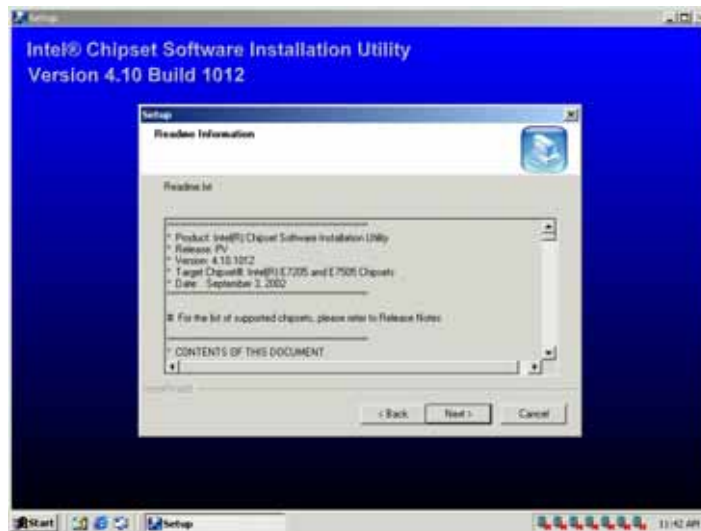 Setup
Intel® Chipset Software Installation Utility
Version 4.10 Build 1012
Setup
Readme Information
Readme.txt
* Product: Intel(R) Chipset Software Installation Utility
* Release: PV
* Version: 4.10.1012
* Target Chipset#: Intel(R) E7205 and E7505 Chipsets
* Date: September 3, 2002
# For the list of supported chipsets, please refer to Release Notes
* CONTENTS OF THIS DOCUMENT
< Back Next > Cancel
Start Setup 11:42 AM